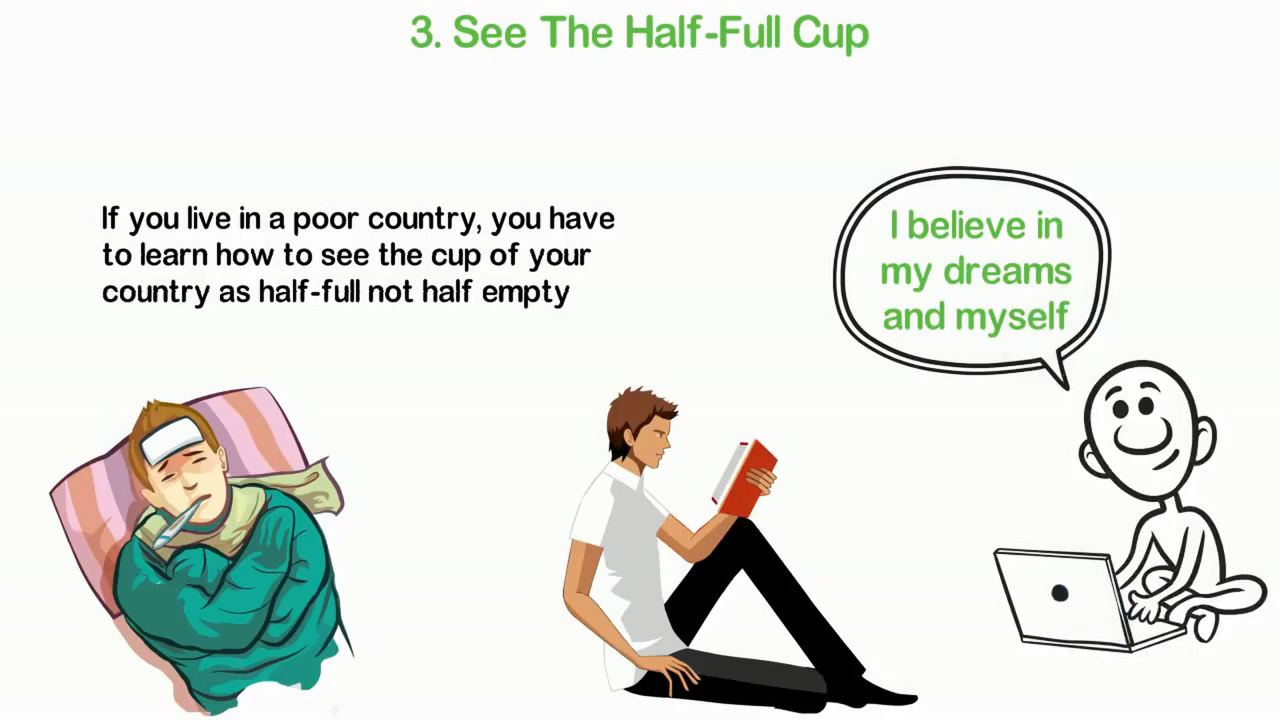 3. See The Half-Full Cup
If you live in a poor country, you have
to learn how to see the cup of your
country as half-full not half empty
I believe in
my dreams
and myself